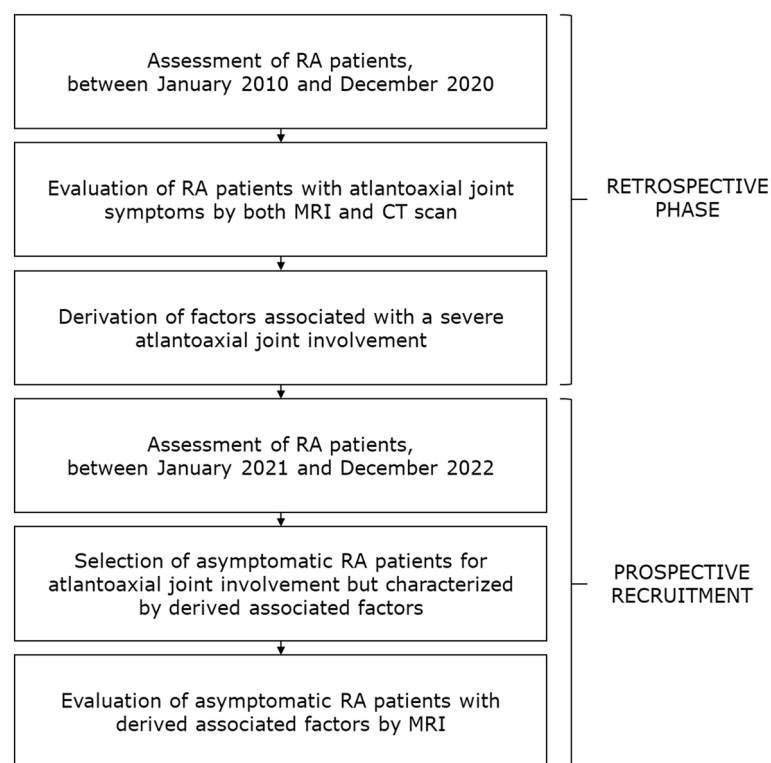 Assessment of RA patients,
between January 2010 and December 2020
Evaluation of RA patients with atlantoaxial joint
symptoms by both MRI and CT scan
Derivation of factors associated with a severe
atlantoaxial joint involvement
RETROSPECTIVE
PHASE
Assessment of RA patients,
between January 2021 and December 2022
Selection of asymptomatic RA patients for
atlantoaxial joint involvement but characterized
by derived associated factors
Evaluation of asymptomatic RA patients with
derived associated factors by MRI
PROSPECTIVE
RECRUITMENT